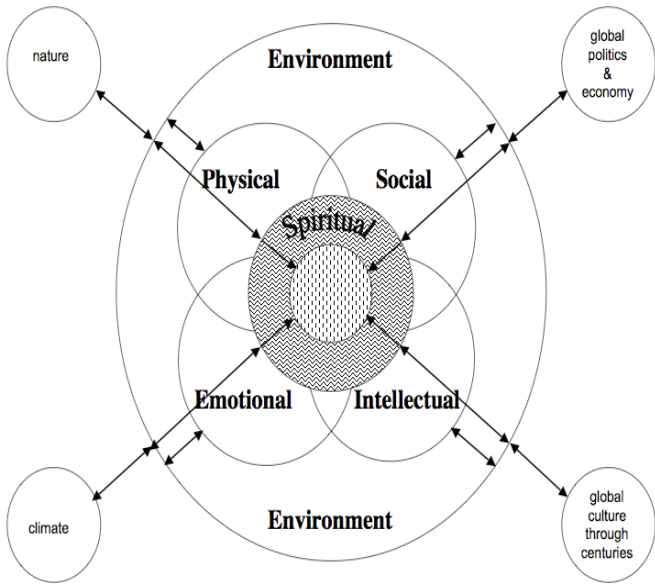 nature
Environment
global
politics
&
economy
Physical
Social
Spiritual
Emotional
Intellectual
climate
Environment
global
culture
through
centuries